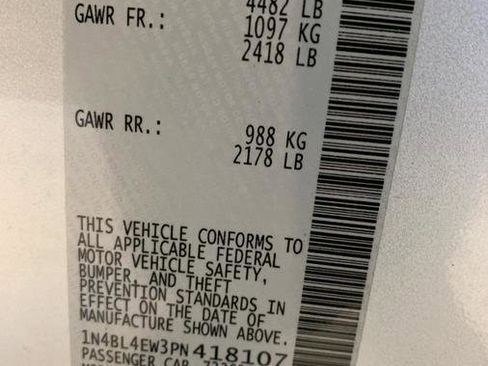 4482 LB
GAWR FR.: 1097 KG
2418 LB
GAWR RR.: 988 KG
2178 LB
THIS VEHICLE CONFORMS TO
ALL APPLICABLE FEDERAL
MOTOR VEHICLE SAFETY,
BUMPER, AND THEFT
PREVENTION STANDARDS IN
EFFECT ON THE DATE OF
MANUFACTURE SHOWN ABOVE.
1N4BL4EW3PN418107
PASSENGER CAR